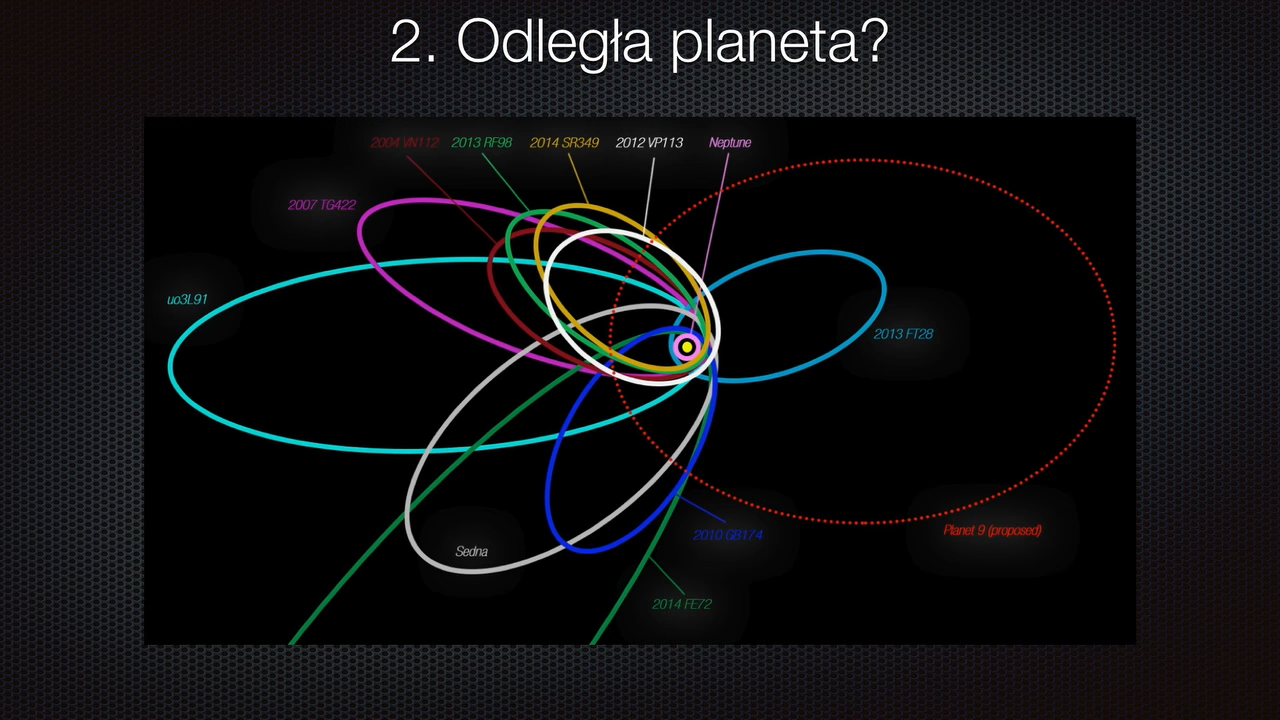 2. Odległa planeta?
2004 VN112
2013 RF98
2014 SR349
2012 VP113
Neptune
2007 TG422
uo3L91
2013 FT28
Planet 9 (proposed)
2010 GB174
Sedna
2014 FE72